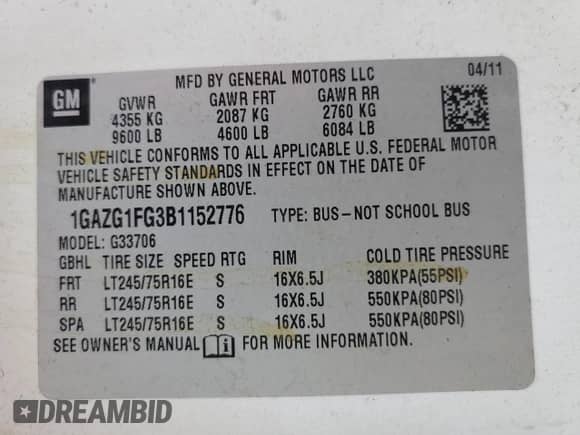 GM
MFD BY GENERAL MOTORS LLC 04/11
GVWR GAWR FRT GAWR RR
4355 KG 2087 KG 2760 KG
9600 LB 4600 LB 6084 LB
THIS VEHICLE CONFORMS TO ALL APPLICABLE U.S. FEDERAL MOTOR
VEHICLE SAFETY STANDARDS IN EFFECT ON THE DATE OF
MANUFACTURE SHOWN ABOVE.
1GAZG1FG3B1152776 TYPE: BUS-NOT SCHOOL BUS
MODEL: G33706
GBHL TIRE SIZE SPEED RTG RIM COLD TIRE PRESSURE
FRT LT245/75R16E S 16X6.5J 380KPA(55PSI)
RR LT245/75R16E S 16X6.5J 550KPA(80PSI)
SPA LT245/75R16E S 16X6.5J 550KPA(80PSI)
SEE OWNER'S MANUAL i FOR MORE INFORMATION.
DREAMBID